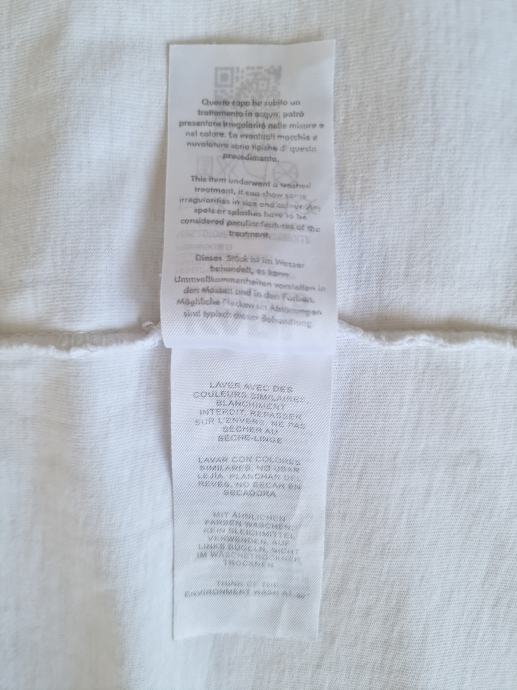 Questo capo ha subito un
trattamento in acqua, potrà
presentare irregolarità nelle misure e
nel colore. Le eventuali macchie e
nuvolature sono tipiche di questo
procedimento.
This item underwent a washed
treatment, it can show some
irregularities in size and colour. Any
spots or splashes have to be
considered peculiar features of the
treatment.
Dieses Stück ist im Wasser
behandelt, es kann
Unvollkommenheiten vorstellen in
den Massen und in den Farben.
Mögliche Flecken und Abtönungen
sind typisch dieser Behandlung.
LAVER AVEC DES
COULEURS SIMILAIRES,
BLANCHIMENT
INTERDIT, REPASSER
SUR L'ENVERS, NE PAS
SÉCHER AU
SÈCHE-LINGE
LAVAR CON COLORES
SIMILARES, NO USAR
LEJÍA, PLANCHAR DEL
REVÉS, NO SECAR EN
SECADORA
MIT ÄHNLICHEN
FARBEN WASCHEN,
KEIN BLEICHMITTEL
VERWENDEN, AUF
LINKS BÜGELN, NICHT
IM WÄSCHETROCKNER
TROCKNEN
THINK OF THE
ENVIRONMENT WASH AT